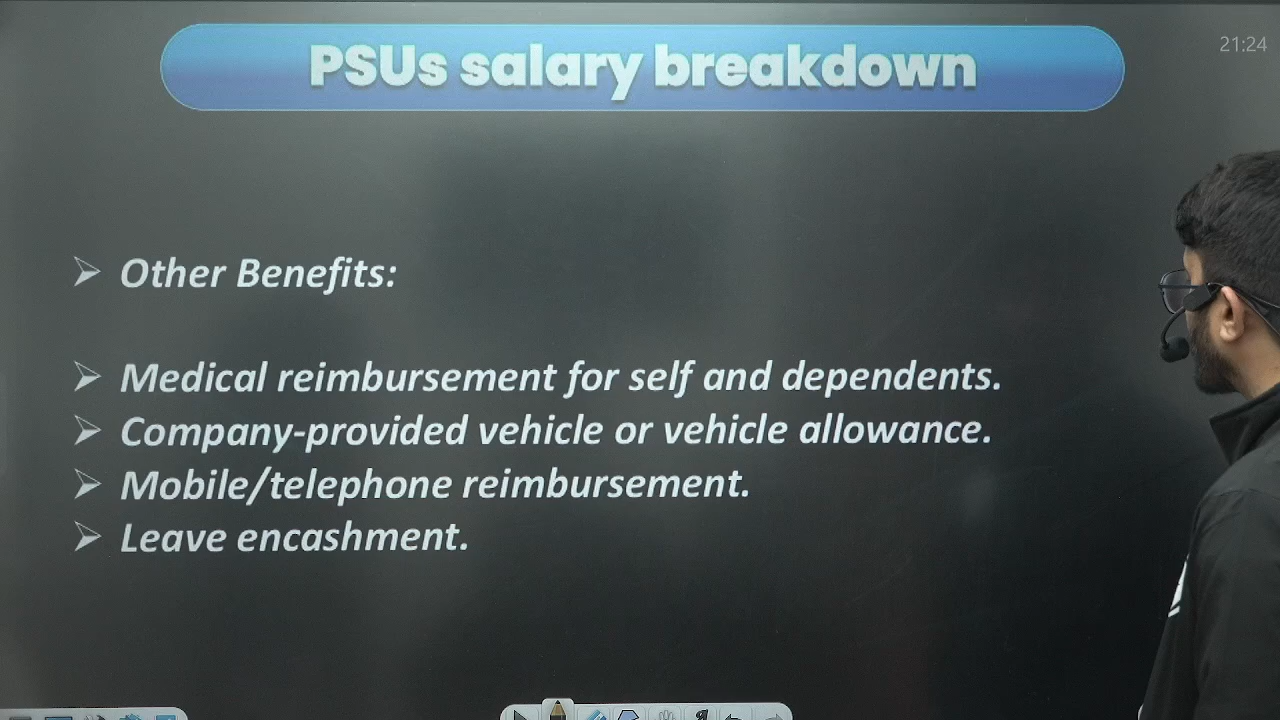 PSUs salary breakdown
21:24
Other Benefits:
Medical reimbursement for self and dependents.
Company-provided vehicle or vehicle allowance.
Mobile/telephone reimbursement.
Leave encashment.